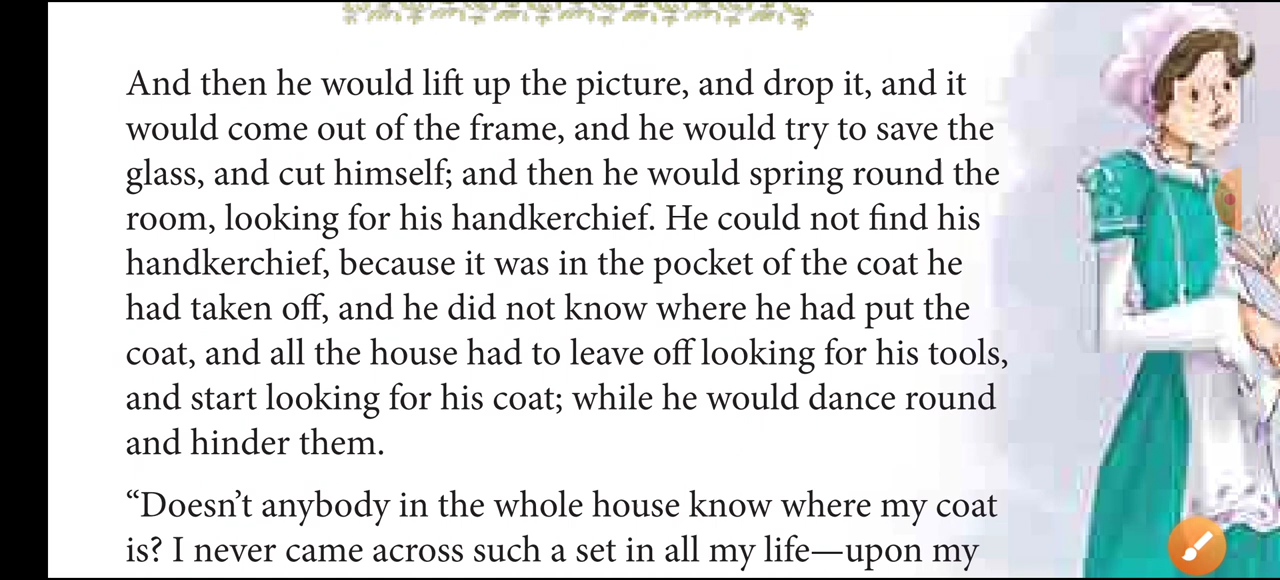 And then he would lift up the picture, and drop it, and it
would come out of the frame, and he would try to save the
glass, and cut himself; and then he would spring round the
room, looking for his handkerchief. He could not find his
handkerchief, because it was in the pocket of the coat he
had taken off, and he did not know where he had put the
coat, and all the house had to leave off looking for his tools,
and start looking for his coat; while he would dance round
and hinder them.
“Doesn’t anybody in the whole house know where my coat
is? I never came across such a set in all my life—upon my